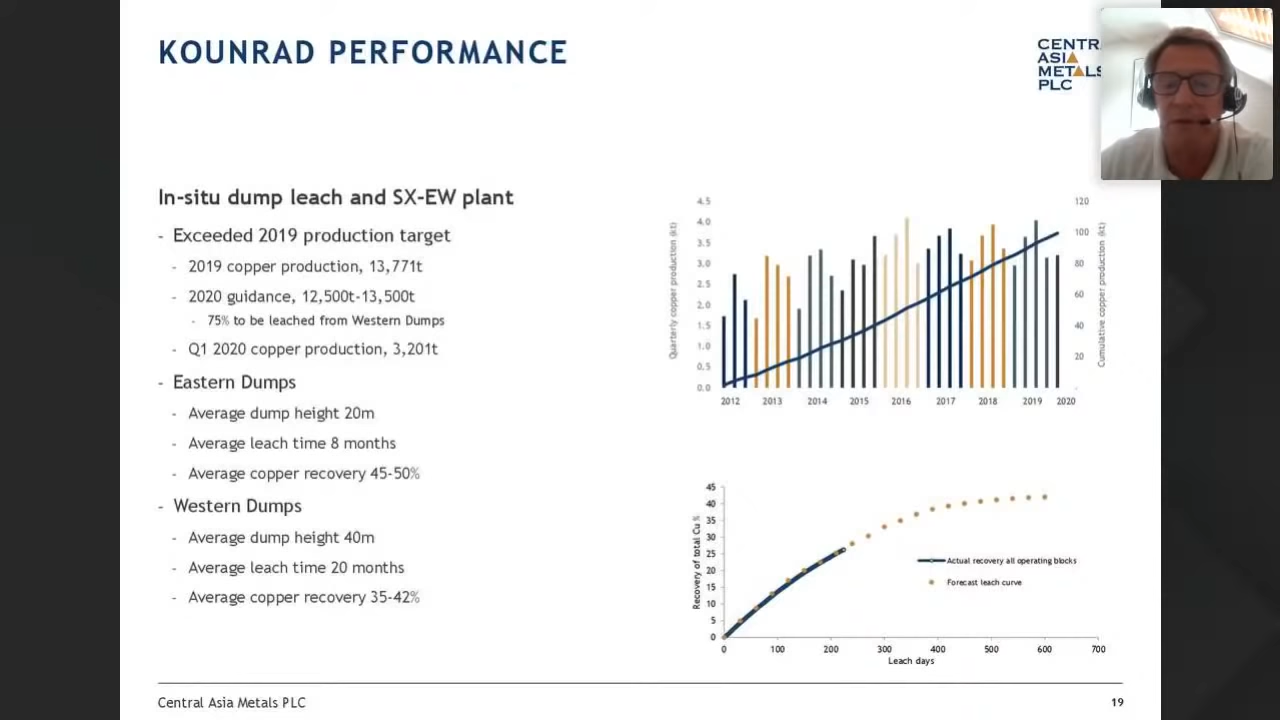 KOUNRAD PERFORMANCE
CENTR
ASIA
METALS
PLC
In-situ dump leach and SX-EW plant
- Exceeded 2019 production target
- 2019 copper production, 13,771t
- 2020 guidance, 12,500t-13,500t
- 75% to be leached from Western Dumps
- Q1 2020 copper production, 3,201t
- Eastern Dumps
- Average dump height 20m
- Average leach time 8 months
- Average copper recovery 45-50%
- Western Dumps
- Average dump height 40m
- Average leach time 20 months
- Average copper recovery 35-42%
Quarterly copper production (kt)
4.5
4.0
3.5
3.0
2.5
2.0
1.5
1.0
0.5
0.0
2012 2013 2014 2015 2016 2017 2018 2019 2020
120
100
80
60
40
20
-
Cumulative copper production (kt)
Recovery of total Cu %
45
40
35
30
25
20
15
10
5
0
0 100 200 300 400 500 600 700
Leach days
Actual recovery all operating blocks
Forecast leach curve
Central Asia Metals PLC
19